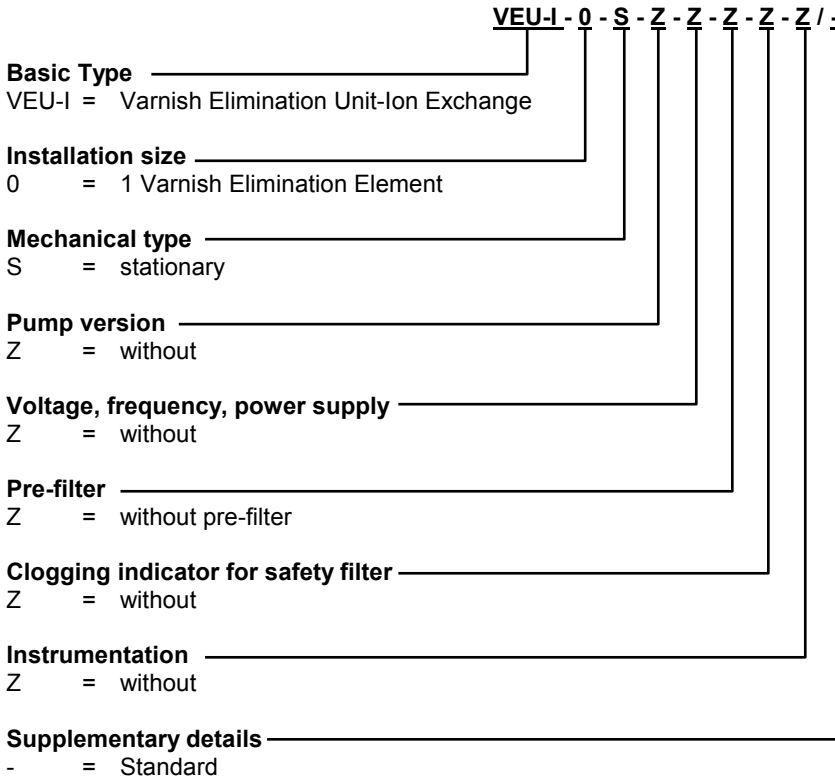 VEU-I - 0 - S - Z - Z - Z - Z - Z / -
Basic Type
VEU-I = Varnish Elimination Unit-Ion Exchange
Installation size
0 = 1 Varnish Elimination Element
Mechanical type
S = stationary
Pump version
Z = without
Voltage, frequency, power supply
Z = without
Pre-filter
Z = without pre-filter
Clogging indicator for safety filter
Z = without
Instrumentation
Z = without
Supplementary details
- = Standard